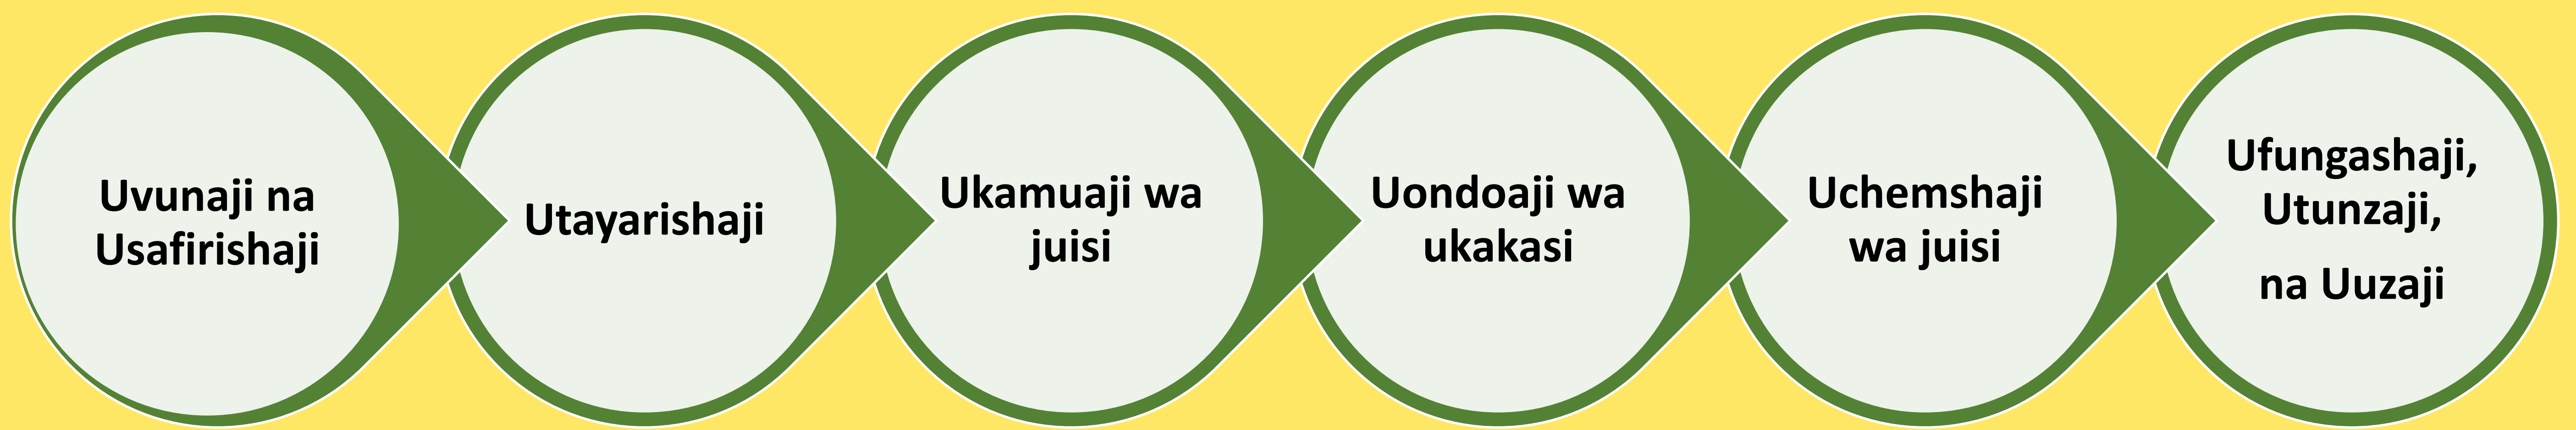 Uvunaji na
Usafirishaji
Utayarishaji
Ukamuaji wa
juisi
Uondoaji wa
ukakasi
Uchemshaji
wa juisi
Ufungashaji,
Utunzaji,
na Uuzaji